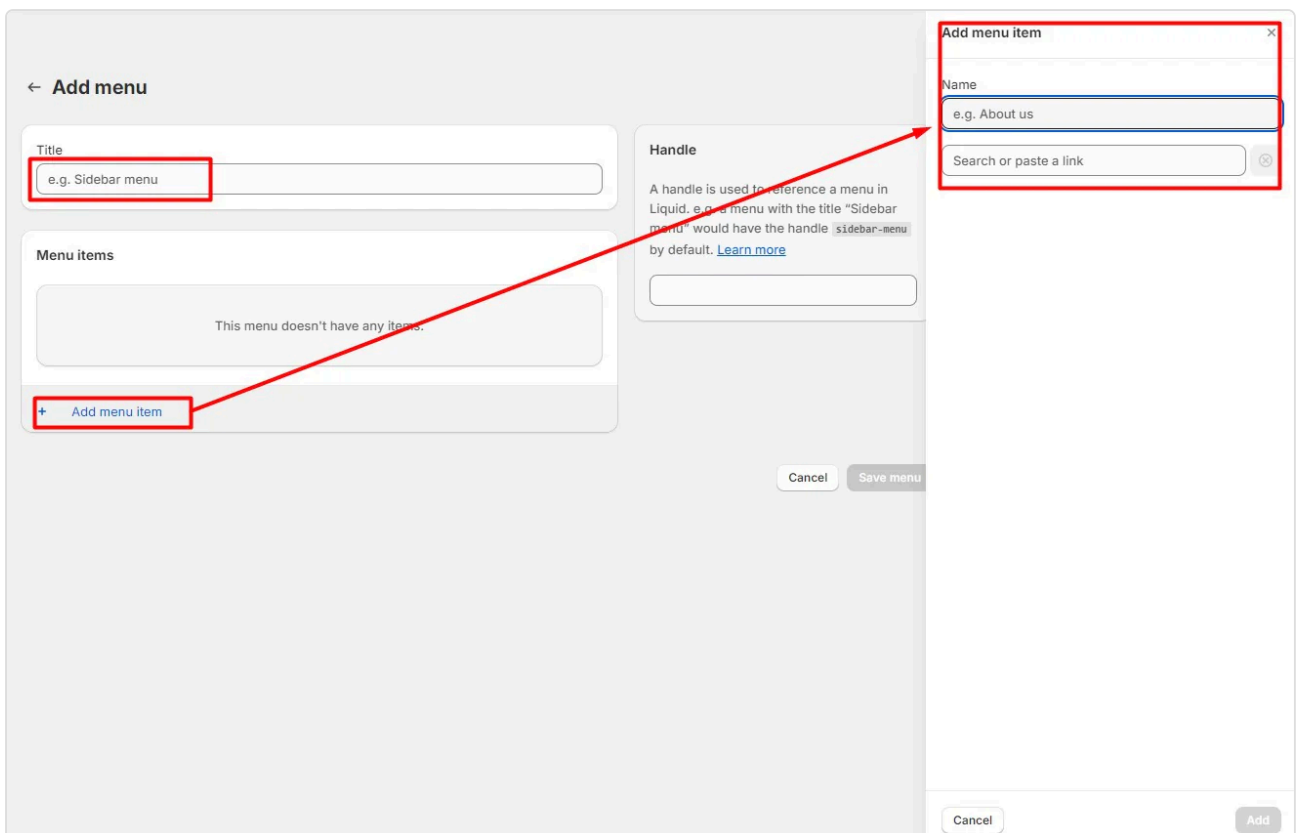 ← Add menu
Title
e.g. Sidebar menu
Menu items
This menu doesn't have any items.
+ Add menu item
Handle
A handle is used to reference a menu in
Liquid. e.g. a menu with the title “Sidebar
menu” would have the handle sidebar-menu
by default. Learn more
Cancel
Save menu
Add menu item
Name
e.g. About us
Search or paste a link
Cancel
Add